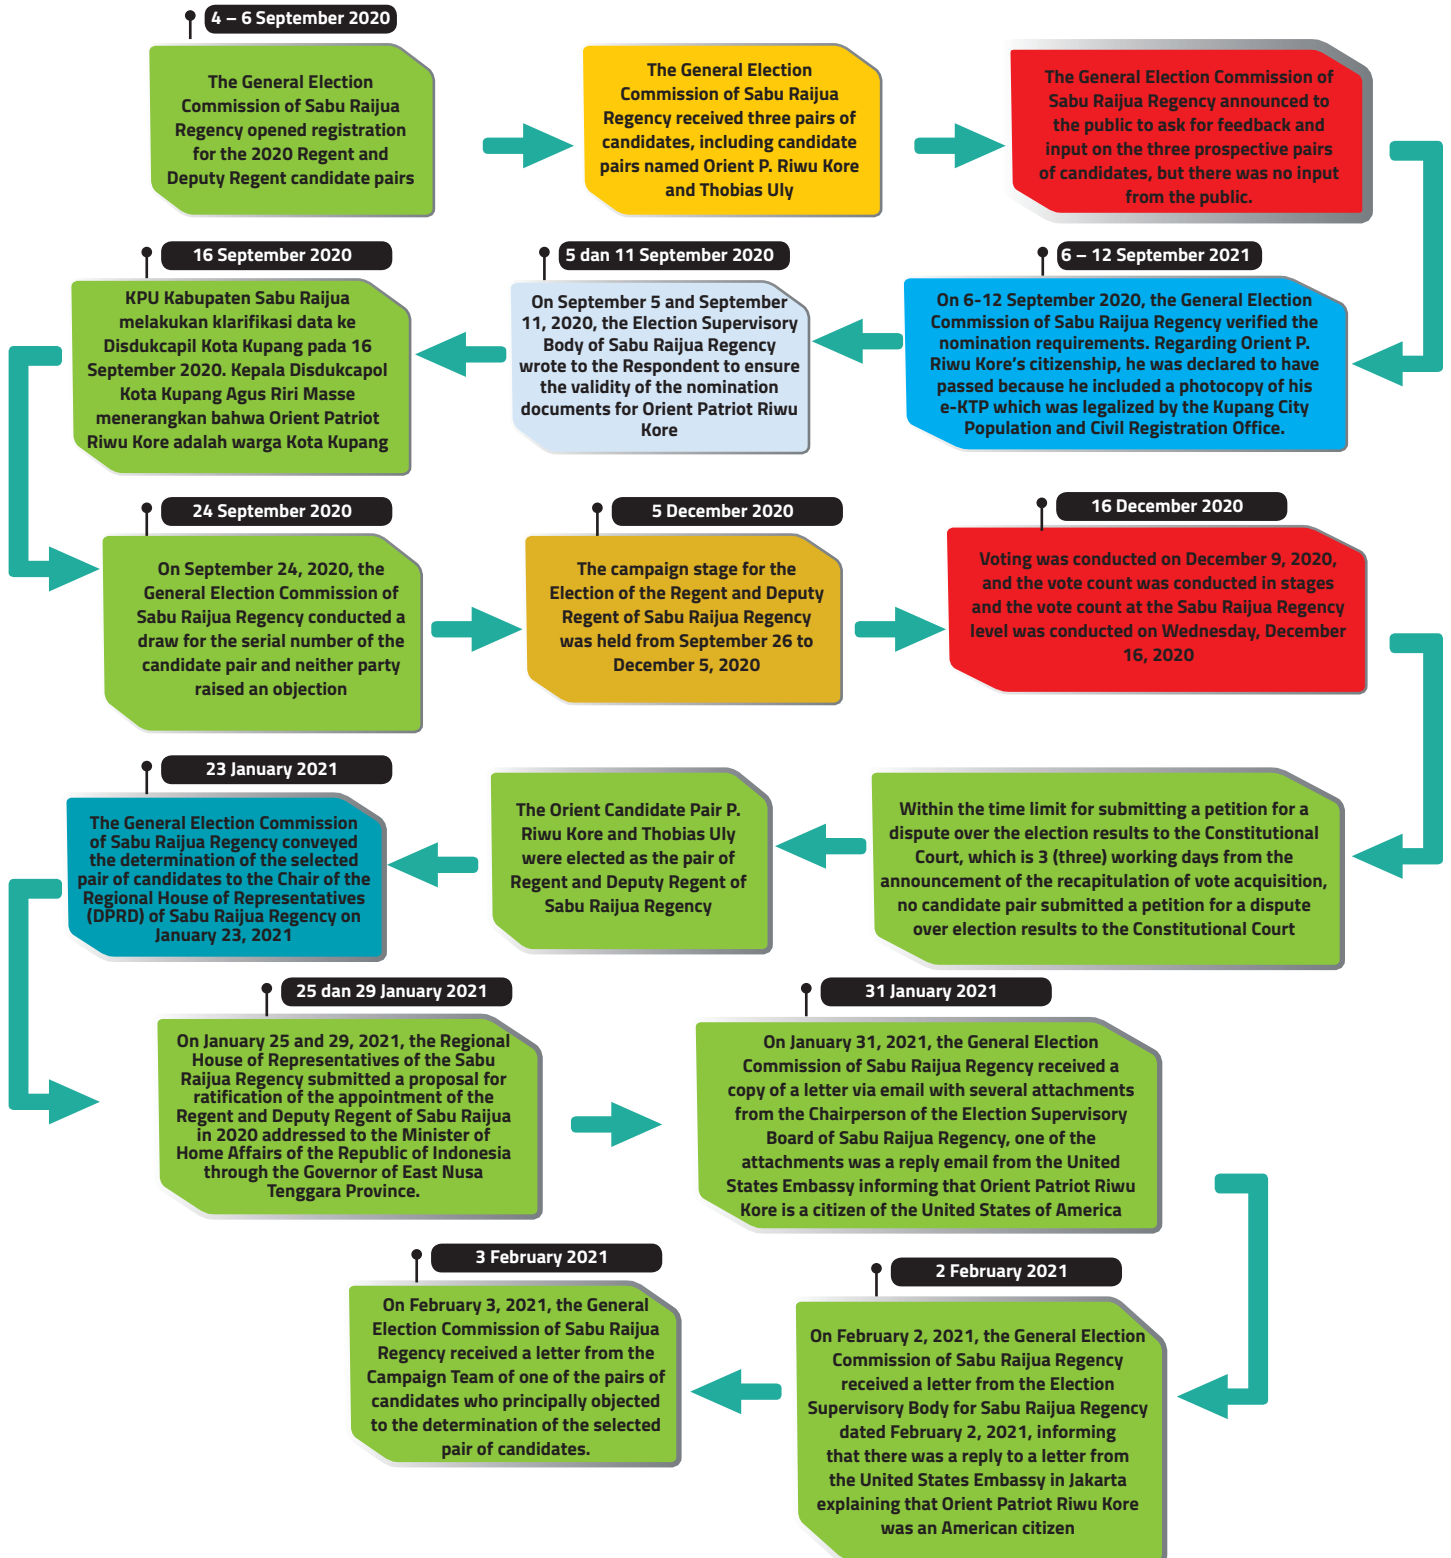 4 – 6 September 2020
The General Election
Commission of Sabu Raijua
Regency opened registration
for the 2020 Regent and
Deputy Regent candidate pairs
The General Election
Commission of Sabu Raijua
Regency received three pairs of
candidates, including candidate
pairs named Orient P. Riwu Kore
and Thobias Uly
The General Election Commission of
Sabu Raijua Regency announced to
the public to ask for feedback and
input on the three prospective pairs
of candidates, but there was no input
from the public.
6 – 12 September 2021
On 6-12 September 2020, the General Election
Commission of Sabu Raijua Regency verified the
nomination requirements. Regarding Orient P.
Riwu Kore's citizenship, he was declared to have
passed because he included a photocopy of his
e-KTP which was legalized by the Kupang City
Population and Civil Registration Office.
5 dan 11 September 2020
On September 5 and September
11, 2020, the Election Supervisory
Body of Sabu Raijua Regency
wrote to the Respondent to ensure
the validity of the nomination
documents for Orient Patriot Riwu
Kore
16 September 2020
KPU Kabupaten Sabu Raijua
melakukan klarifikasi data ke
Disdukcapil Kota Kupang pada 16
September 2020. Kepala Disdukcapol
Kota Kupang Agus Riri Masse
menerangkan bahwa Orient Patriot
Riwu Kore adalah warga Kota Kupang
24 September 2020
On September 24, 2020, the
General Election Commission of
Sabu Raijua Regency conducted a
draw for the serial number of the
candidate pair and neither party
raised an objection
5 December 2020
The campaign stage for the
Election of the Regent and Deputy
Regent of Sabu Raijua Regency
was held from September 26 to
December 5, 2020
16 December 2020
Voting was conducted on December 9, 2020,
and the vote count was conducted in stages
and the vote count at the Sabu Raijua Regency
level was conducted on Wednesday, December
16, 2020
Within the time limit for submitting a petition for a
dispute over the election results to the Constitutional
Court, which is 3 (three) working days from the
announcement of the recapitulation of vote acquisition,
no candidate pair submitted a petition for a dispute
over election results to the Constitutional Court
The Orient Candidate Pair P.
Riwu Kore and Thobias Uly
were elected as the pair of
Regent and Deputy Regent of
Sabu Raijua Regency
23 January 2021
The General Election Commission
of Sabu Raijua Regency conveyed
the determination of the selected
pair of candidates to the Chair of the
Regional House of Representatives
(DPRD) of Sabu Raijua Regency on
January 23, 2021
25 dan 29 January 2021
On January 25 and 29, 2021, the Regional
House of Representatives of the Sabu
Raijua Regency submitted a proposal for
ratification of the appointment of the
Regent and Deputy Regent of Sabu Raijua
in 2020 addressed to the Minister of
Home Affairs of the Republic of Indonesia
through the Governor of East Nusa
Tenggara Province.
31 January 2021
On January 31, 2021, the General Election
Commission of Sabu Raijua Regency received a
copy of a letter via email with several attachments
from the Chairperson of the Election Supervisory
Board of Sabu Raijua Regency, one of the
attachments was a reply email from the United
States Embassy informing that Orient Patriot Riwu
Kore is a citizen of the United States of America
2 February 2021
On February 2, 2021, the General Election
Commission of Sabu Raijua Regency
received a letter from the Election
Supervisory Body for Sabu Raijua Regency
dated February 2, 2021, informing
that there was a reply to a letter from
the United States Embassy in Jakarta
explaining that Orient Patriot Riwu Kore
was an American citizen
3 February 2021
On February 3, 2021, the General
Election Commission of Sabu Raijua
Regency received a letter from the
Campaign Team of one of the pairs of
candidates who principally objected
to the determination of the selected
pair of candidates.